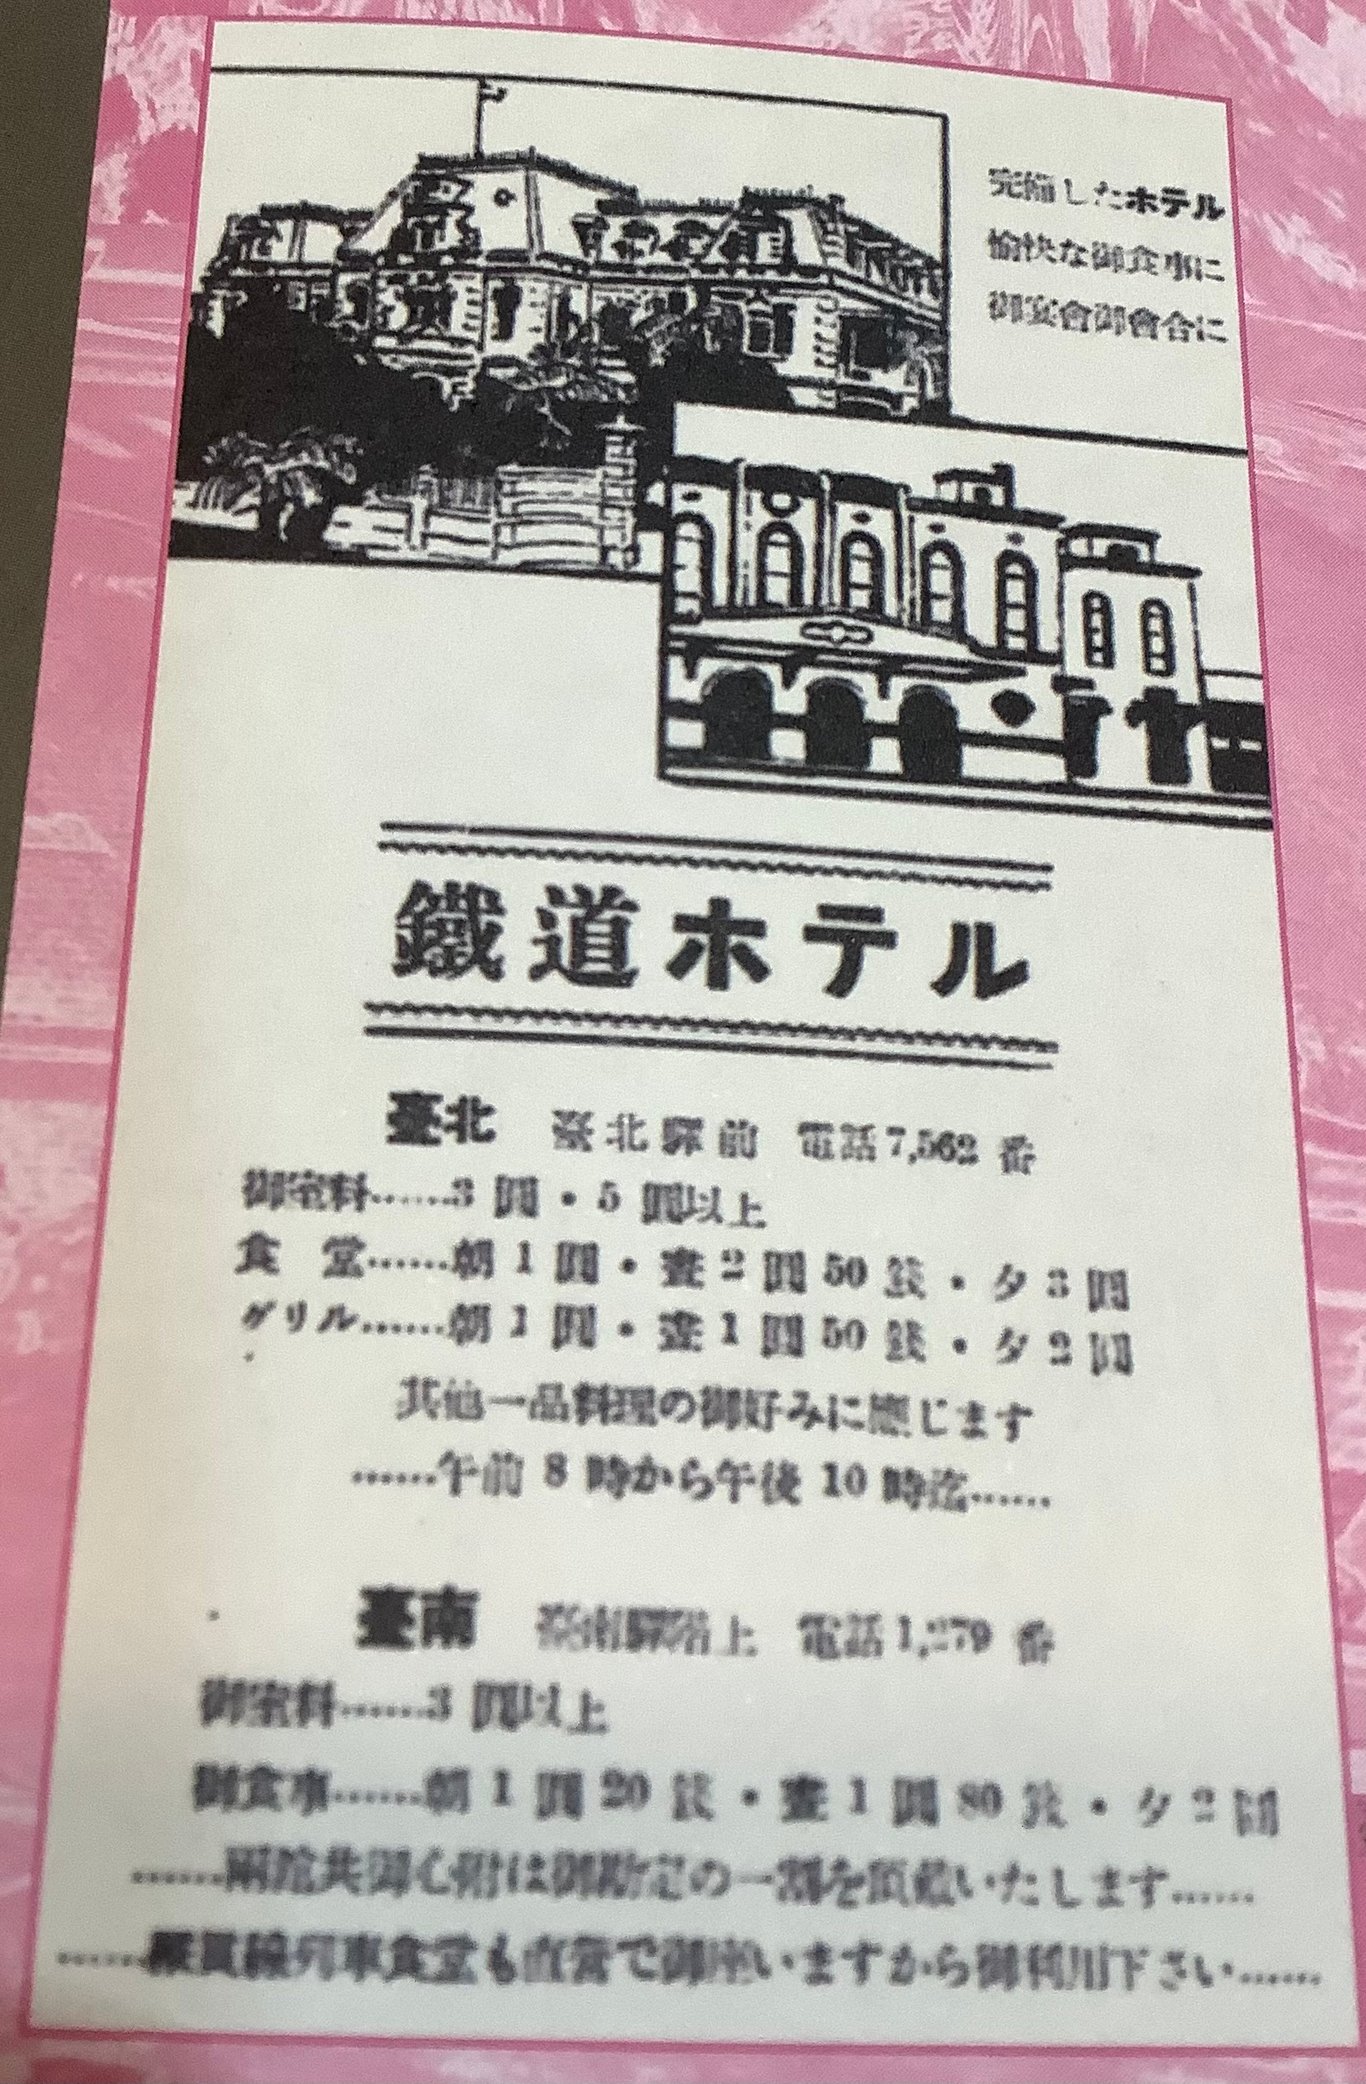 完備したホテル
愉快な御食事に
御宴會御會合に
鐵道ホテル
臺北 臺北驛前 電話7,562番
御室料……3圓・5圓以上
食堂……朝1圓・晝2圓50錢・夕3圓
グリル……朝1圓・晝1圓50錢・夕2圓
其他一品料理の御好みに應じます
……午前8時から午後10時迄……
臺南 臺南驛階上 電話1,279番
御室料……3圓以上
御食事……朝1圓20錢・晝1圓80錢・夕2圓
……兩館共御心附は御勘定の一割を頂戴いたします……
……縱貫線列車食堂も直營で御座いますから御利用下さい……